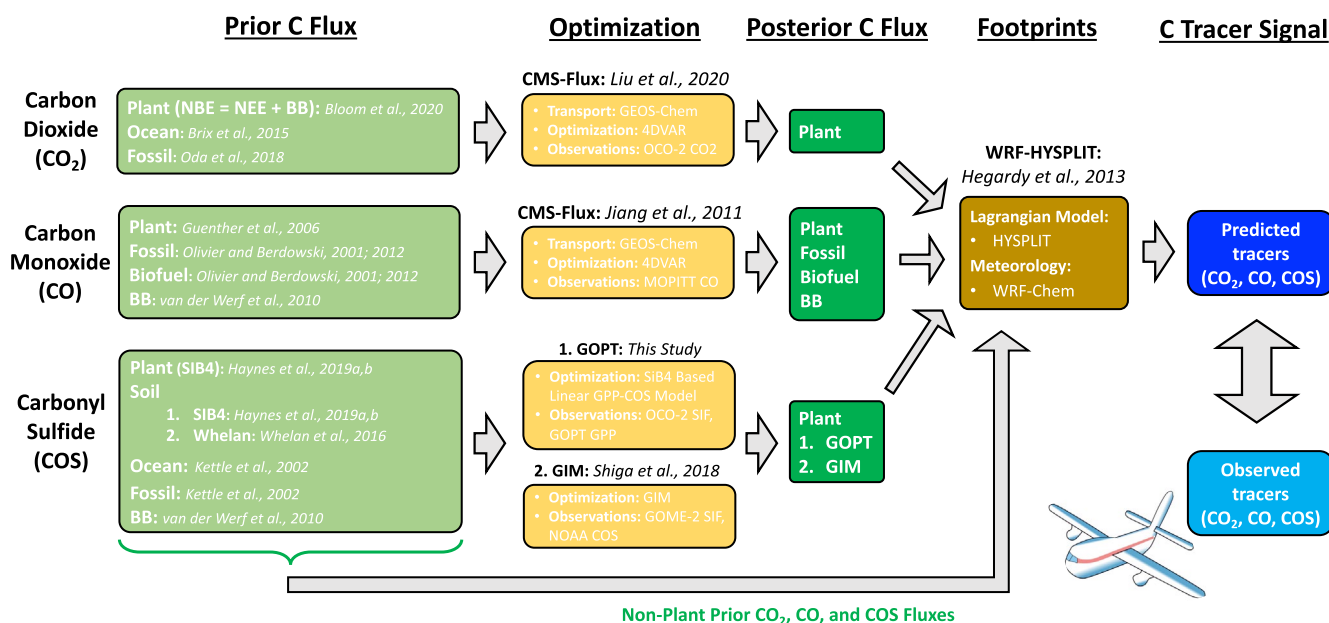 Prior C Flux
Optimization
Posterior C Flux
Footprints
C Tracer Signal
Carbon
Dioxide
(CO₂)
Plant (NBE = NEE + BB): Bloom et al., 2020
Ocean: Brix et al., 2015
Fossil: Oda et al., 2018
CMS-Flux: Liu et al., 2020
• Transport: GEOS-Chem
• Optimization: 4DVAR
• Observations: OCO-2 CO2
Plant
Carbon
Monoxide
(CO)
Plant: Guenther et al., 2006
Fossil: Olivier and Berdowski, 2001; 2012
Biofuel: Olivier and Berdowski, 2001; 2012
BB: van der Werf et al., 2010
CMS-Flux: Jiang et al., 2011
• Transport: GEOS-Chem
• Optimization: 4DVAR
• Observations: MOPITT CO
Plant
Fossil
Biofuel
BB
WRF-HYSPLIT:
Hegardy et al., 2013
Lagrangian Model:
• HYSPLIT
Meteorology:
• WRF-Chem
Predicted
tracers
(CO₂, CO, COS)
Carbonyl
Sulfide
(COS)
Plant (SIB4): Haynes et al., 2019a,b
Soil
1. SIB4: Haynes et al., 2019a,b
2. Whelan: Whelan et al., 2016
Ocean: Kettle et al., 2002
Fossil: Kettle et al., 2002
BB: van der Werf et al., 2010
1. GOPT: This Study
• Optimization: SiB4 Based
Linear GPP-COS Model
• Observations: OCO-2 SIF,
GOPT GPP
2. GIM: Shiga et al., 2018
• Optimization: GIM
• Observations: GOME-2 SIF,
NOAA COS
Plant
1. GOPT
2. GIM
Observed
tracers
(CO₂, CO, COS)
Non-Plant Prior CO₂, CO, and COS Fluxes